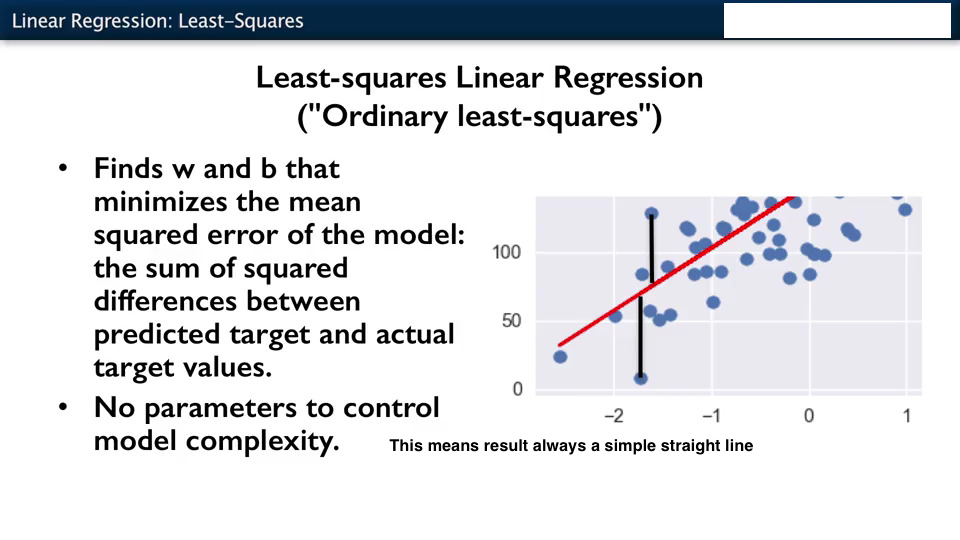 Linear Regression: Least-Squares
Least-squares Linear Regression
("Ordinary least-squares")
• Finds w and b that
minimizes the mean
squared error of the model:
the sum of squared
differences between
predicted target and actual
target values.
• No parameters to control
model complexity.
This means result always a simple straight line
100
50
0
−2 −1 0 1